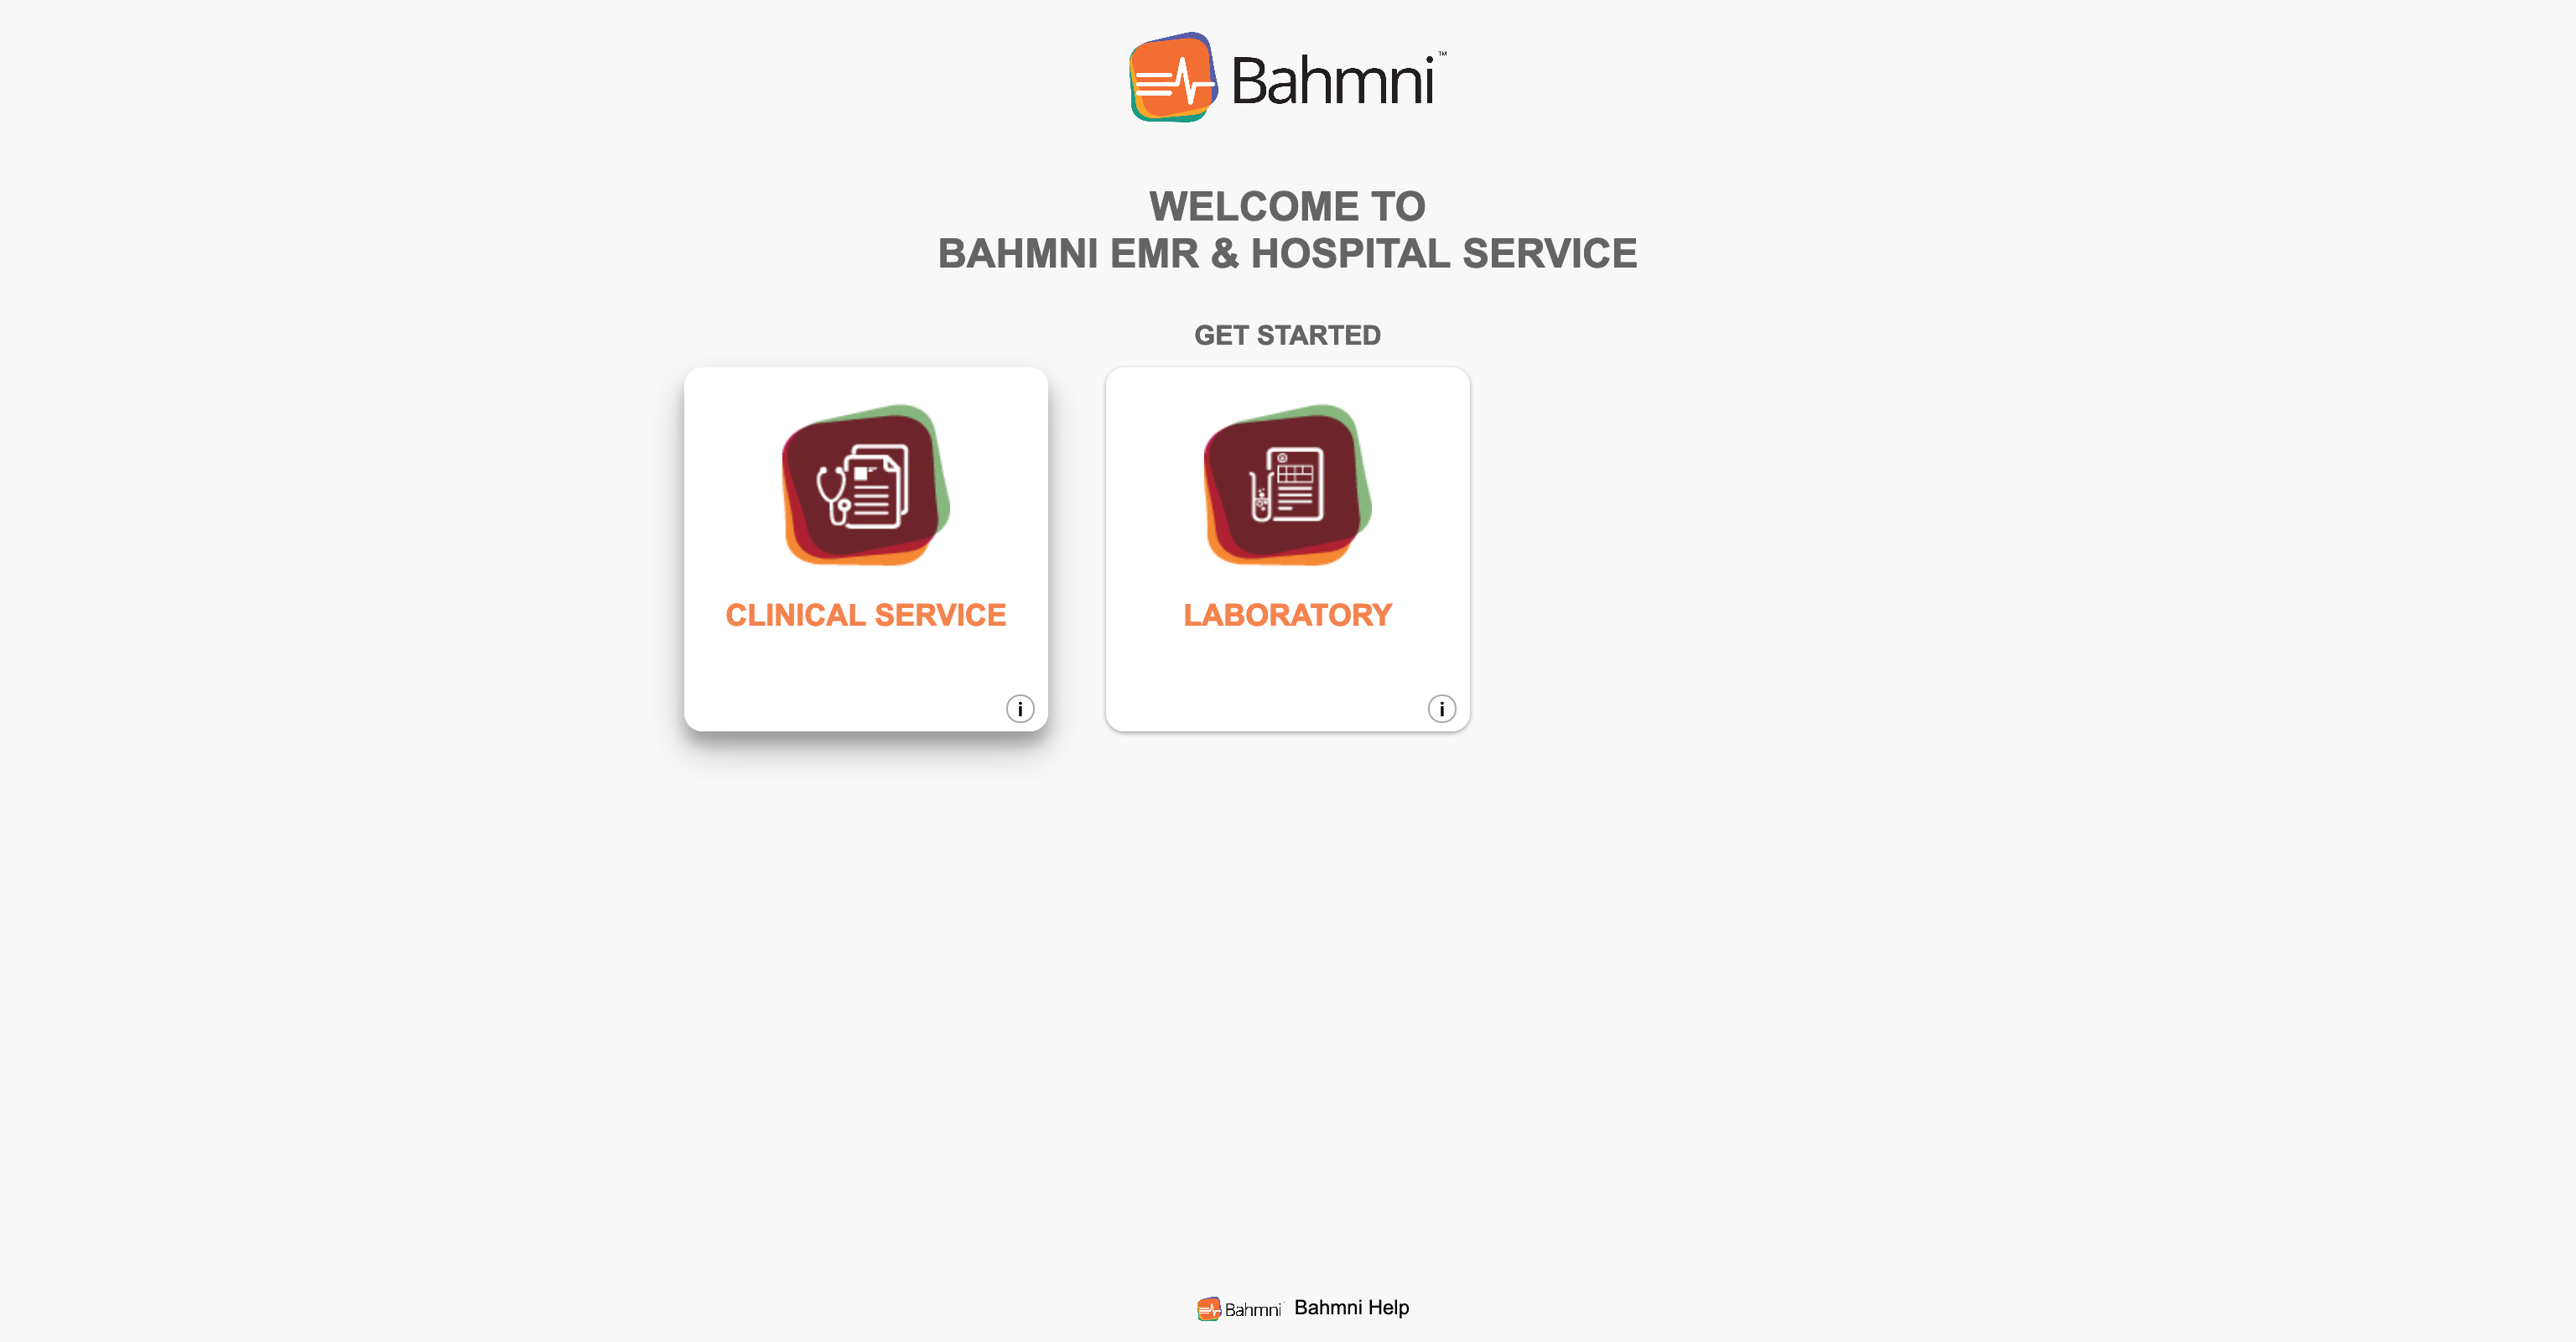 Bahmni™
WELCOME TO
BAHMNI EMR & HOSPITAL SERVICE
GET STARTED
CLINICAL SERVICE
LABORATORY
i
i
Bahmni Bahmni Help